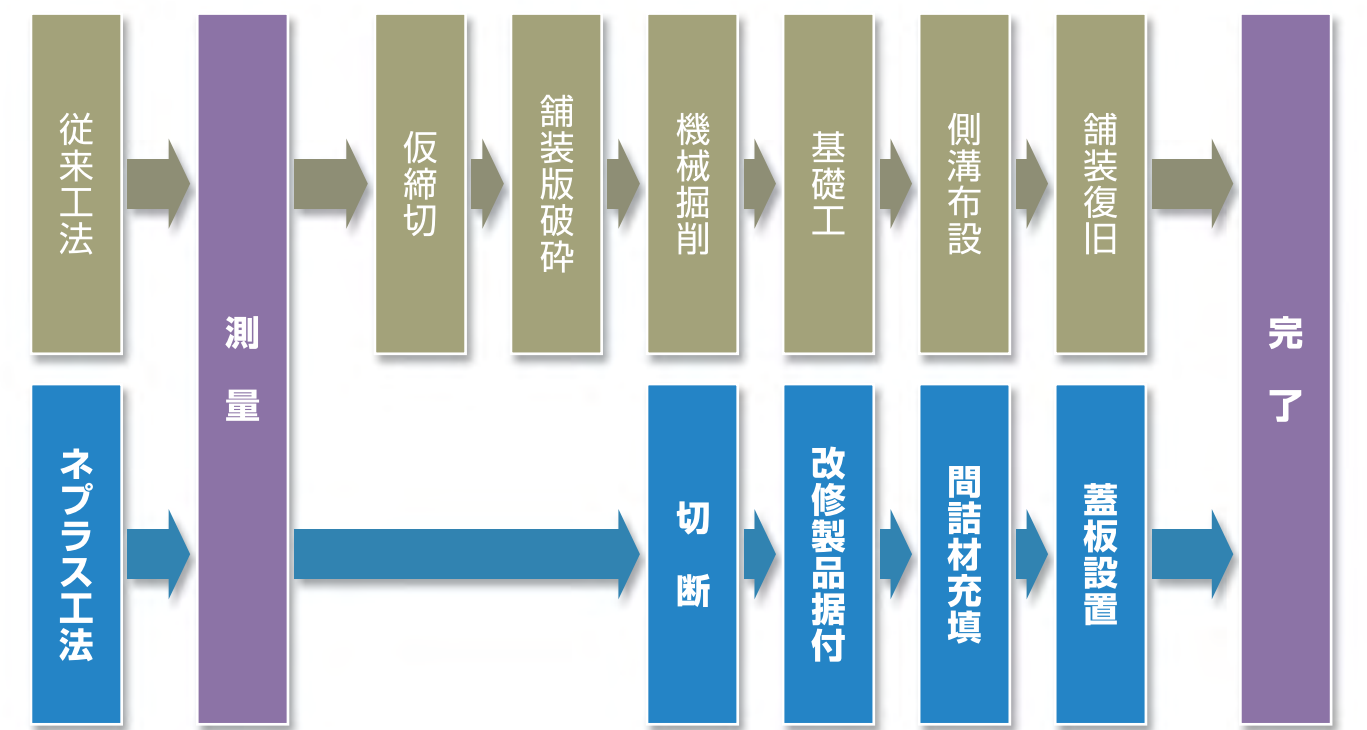 従来工法
測量
仮締切
舗装版破砕
機械掘削
基礎工
側溝布設
舗装復旧
完了
ネプラス工法
切断
改修製品据付
間詰材充填
蓋板設置